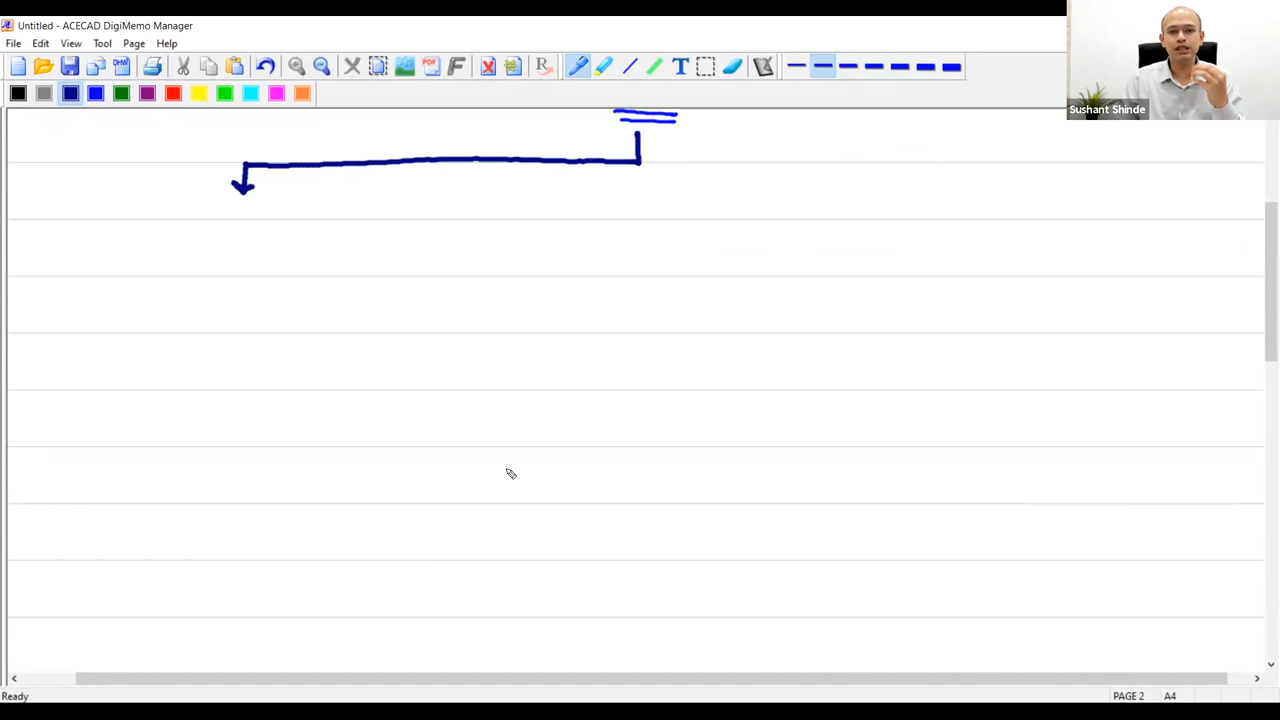 Untitled - ACECAD DigiMemo Manager
File Edit View Tool Page Help
Sushant Shinde
Ready
PAGE 2 A4